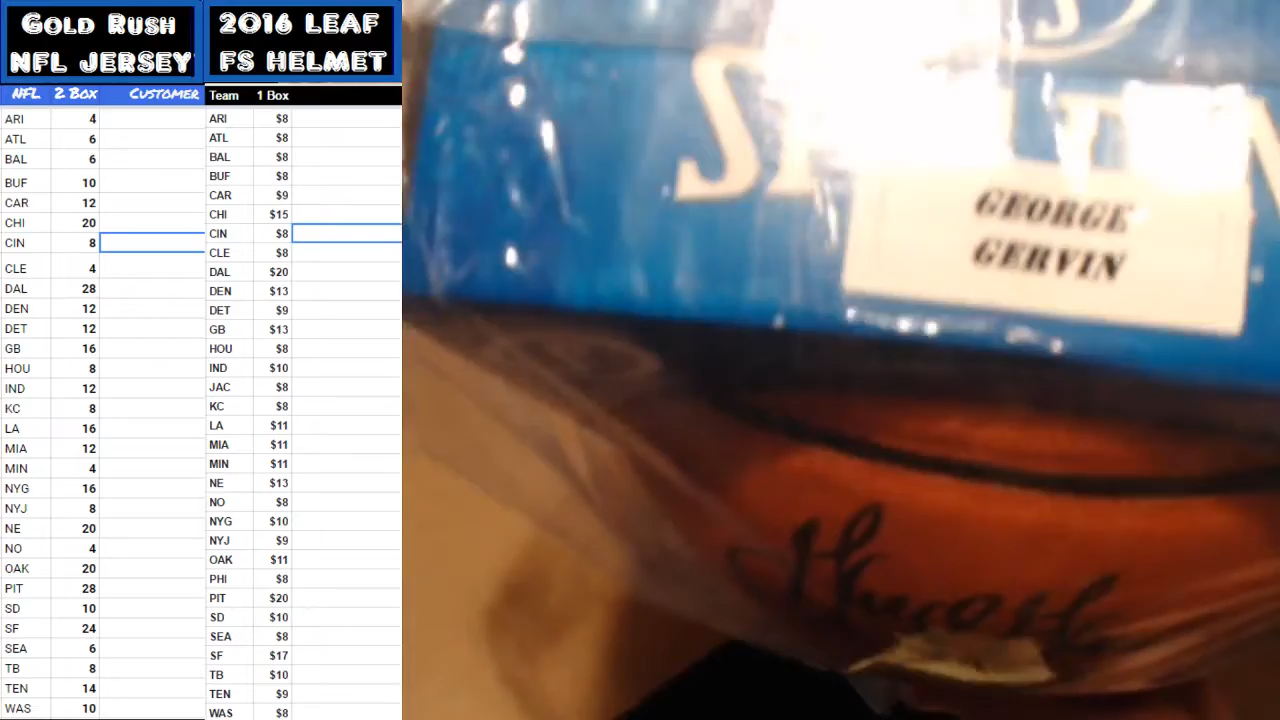 Gold Rush
NFL JERSEY
NFL 2 Box Customer
ARI 4
ATL 6
BAL 6
BUF 10
CAR 12
CHI 20
CIN 8
CLE 4
DAL 28
DEN 12
DET 12
GB 16
HOU 8
IND 12
KC 8
LA 16
MIA 12
MIN 4
NYG 16
NYJ 8
NE 20
NO 4
OAK 20
PIT 28
SD 10
SF 24
SEA 6
TB 8
TEN 14
WAS 10
2016 LEAF
FS HELMET
Team 1 Box
ARI $8
ATL $8
BAL $8
BUF $8
CAR $9
CHI $15
CIN $8
CLE $8
DAL $20
DEN $13
DET $9
GB $13
HOU $8
IND $10
JAC $8
KC $8
LA $11
MIA $11
MIN $11
NE $13
NO $8
NYG $10
NYJ $9
OAK $11
PHI $8
PIT $20
SD $10
SEA $8
SF $17
TB $10
TEN $9
WAS $8
GEORGE
GERVIN